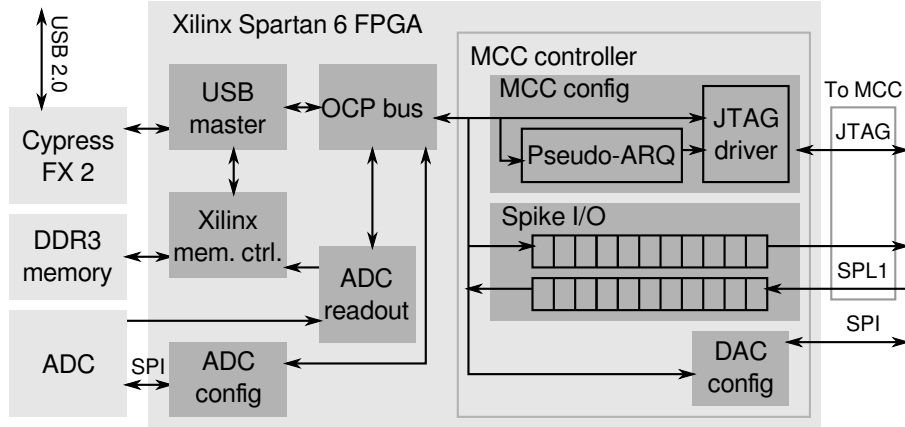 USB 2.0
Xilinx Spartan 6 FPGA
Cypress
FX 2
DDR3
memory
ADC
SPI
USB
master
OCP bus
Xilinx
mem. ctrl.
ADC
readout
ADC
config
MCC controller
MCC config
Pseudo-ARQ
JTAG
driver
Spike I/O
DAC
config
To MCC
JTAG
SPL1
SPI